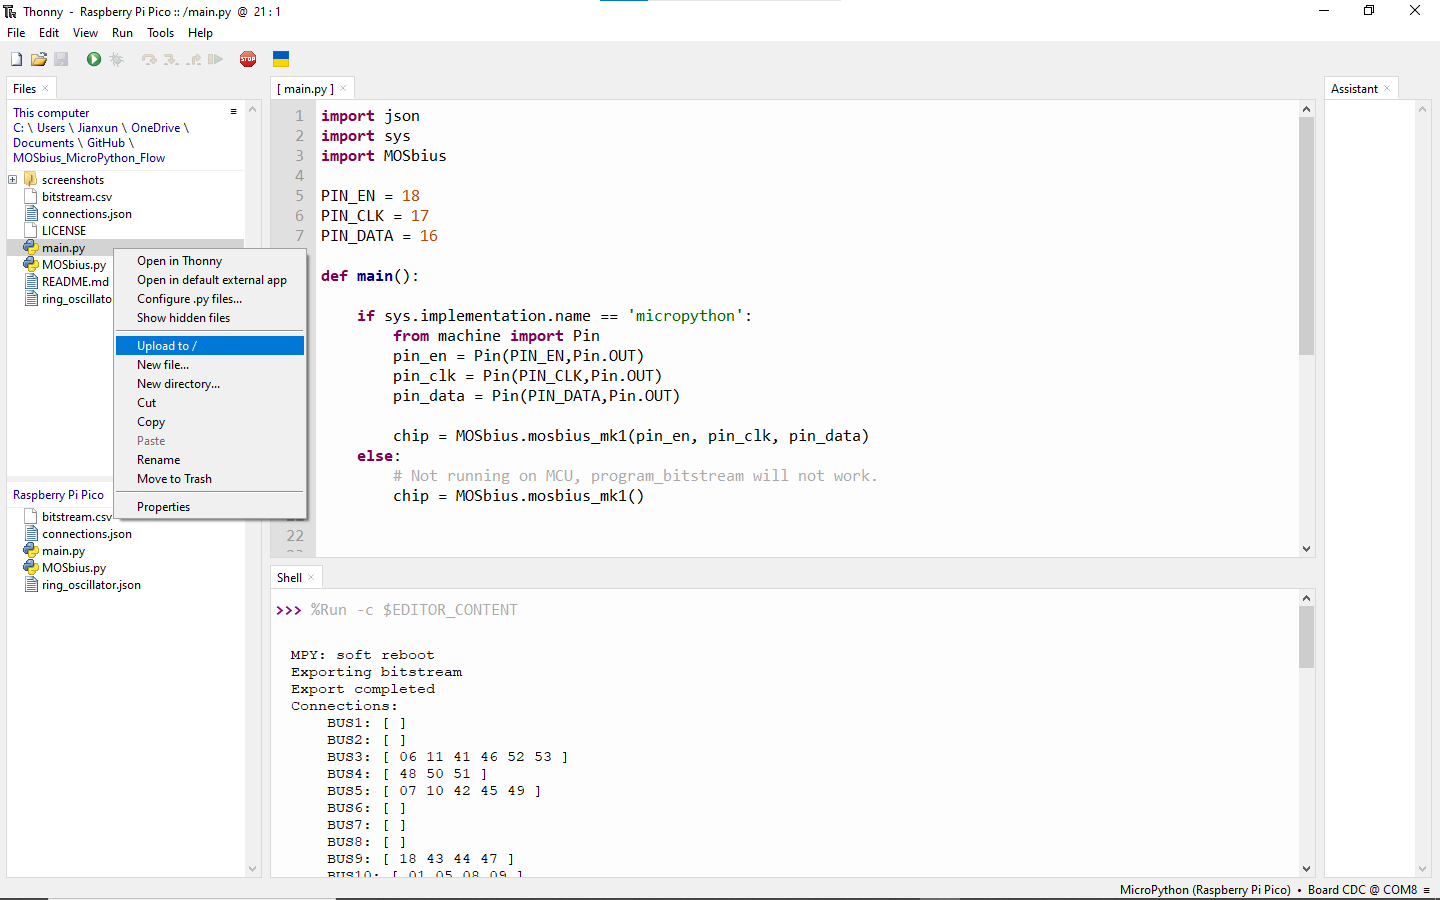 Thonny - Raspberry Pi Pico :: /main.py @ 21 : 1
File Edit View Run Tools Help
STOP
Files
This computer
C: \ Users \ Jianxun \ OneDrive \
Documents \ GitHub \
MOSbius_MicroPython_Flow
screenshots
bitstream.csv
connections.json
LICENSE
main.py
MOSbius.py
README.md
ring_oscillato
Open in Thonny
Open in default external app
Configure .py files...
Show hidden files
Upload to /
New file...
New directory...
Cut
Copy
Paste
Rename
Move to Trash
Properties
Raspberry Pi Pico
bitstream.csv
connections.json
main.py
MOSbius.py
ring_oscillator.json
[ main.py ]
1 import json
2 import sys
3 import MOSbius
4
5 PIN_EN = 18
6 PIN_CLK = 17
7 PIN_DATA = 16
def main():
if sys.implementation.name == 'micropython':
from machine import Pin
pin_en = Pin(PIN_EN,Pin.OUT)
pin_clk = Pin(PIN_CLK,Pin.OUT)
pin_data = Pin(PIN_DATA,Pin.OUT)
chip = MOSbius.mosbius_mk1(pin_en, pin_clk, pin_data)
else:
# Not running on MCU, program_bitstream will not work.
chip = MOSbius.mosbius_mk1()
22
Shell
>>> %Run -c $EDITOR_CONTENT
MPY: soft reboot
Exporting bitstream
Export completed
Connections:
BUS1: [ ]
BUS2: [ ]
BUS3: [ 06 11 41 46 52 53 ]
BUS4: [ 48 50 51 ]
BUS5: [ 07 10 42 45 49 ]
BUS6: [ ]
BUS7: [ ]
BUS8: [ ]
BUS9: [ 18 43 44 47 ]
BUS10: [ 01 05 08 09 ]
Assistant
MicroPython (Raspberry Pi Pico) • Board CDC @ COM8